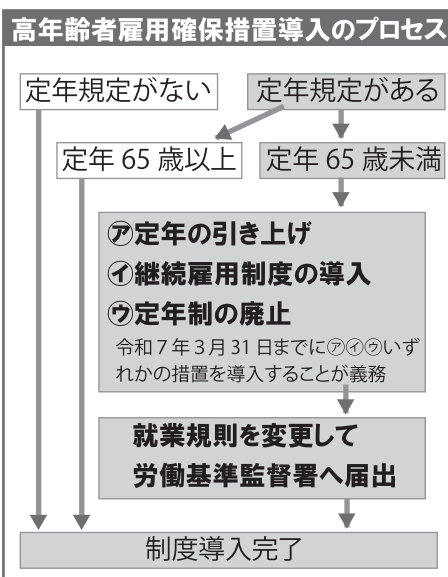 高年齢者雇用確保措置導入のプロセス
定年規定がない
定年規定がある
定年 65 歳以上
定年 65 歳未満
㋐定年の引き上げ
㋑継続雇用制度の導入
㋒定年制の廃止
令和７年３月 31 日までに㋐㋑㋒いず
れかの措置を導入することが義務
就業規則を変更して
労働基準監督署へ届出
制度導入完了